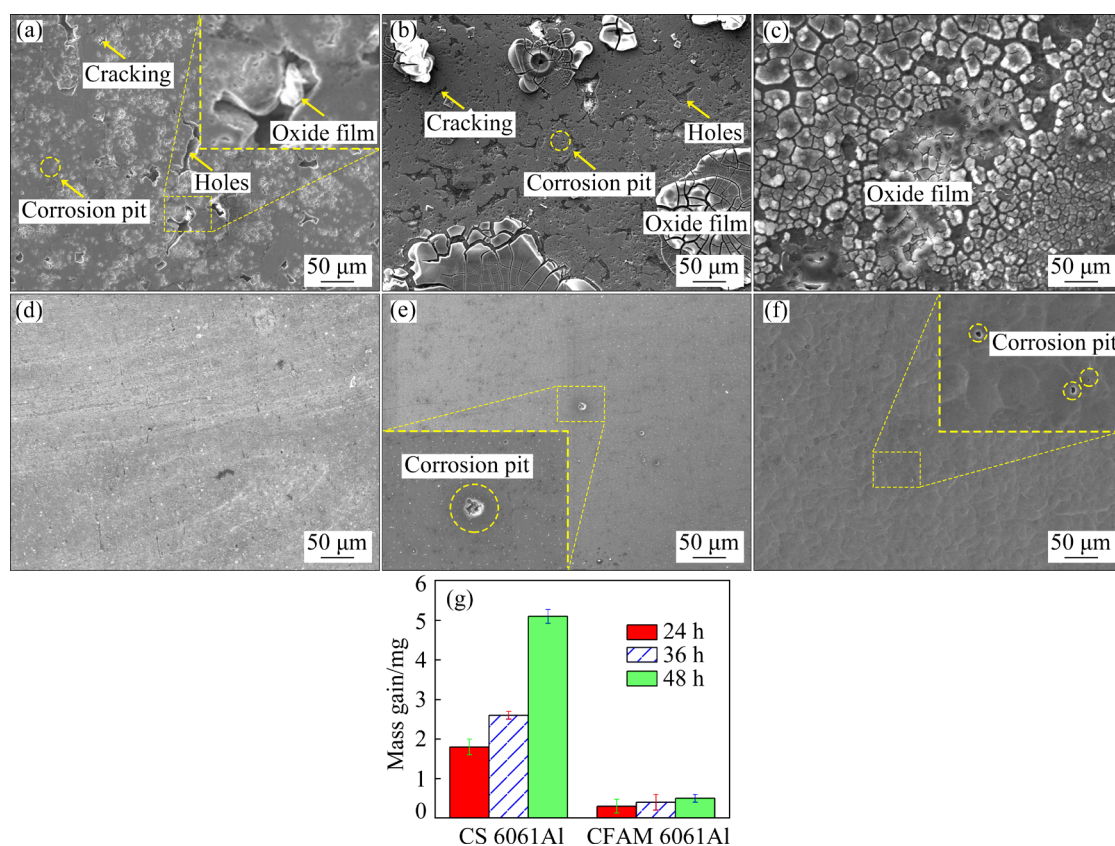 (a)
Cracking
Oxide film
Holes
Corrosion pit
50 μm
(b)
Cracking
Holes
Corrosion pit
Oxide film
50 μm
(c)
Oxide film
50 μm
(d)
50 μm
(e)
Corrosion pit
50 μm
(f)
Corrosion pit
50 μm
(g)
Mass gain/mg
6
5
4
3
2
1
0
24 h
36 h
48 h
CS 6061Al
CFAM 6061Al